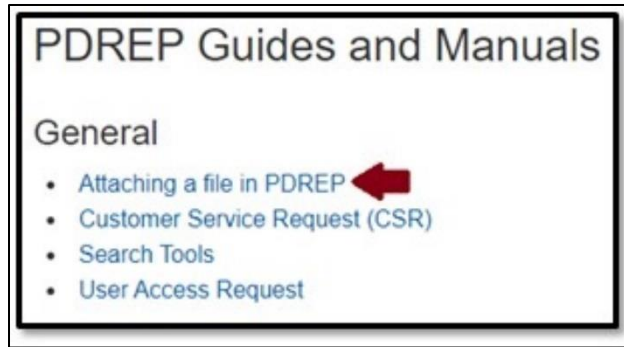 PDREP Guides and Manuals
General
Attaching a file in PDREP
Customer Service Request (CSR)
Search Tools
User Access Request